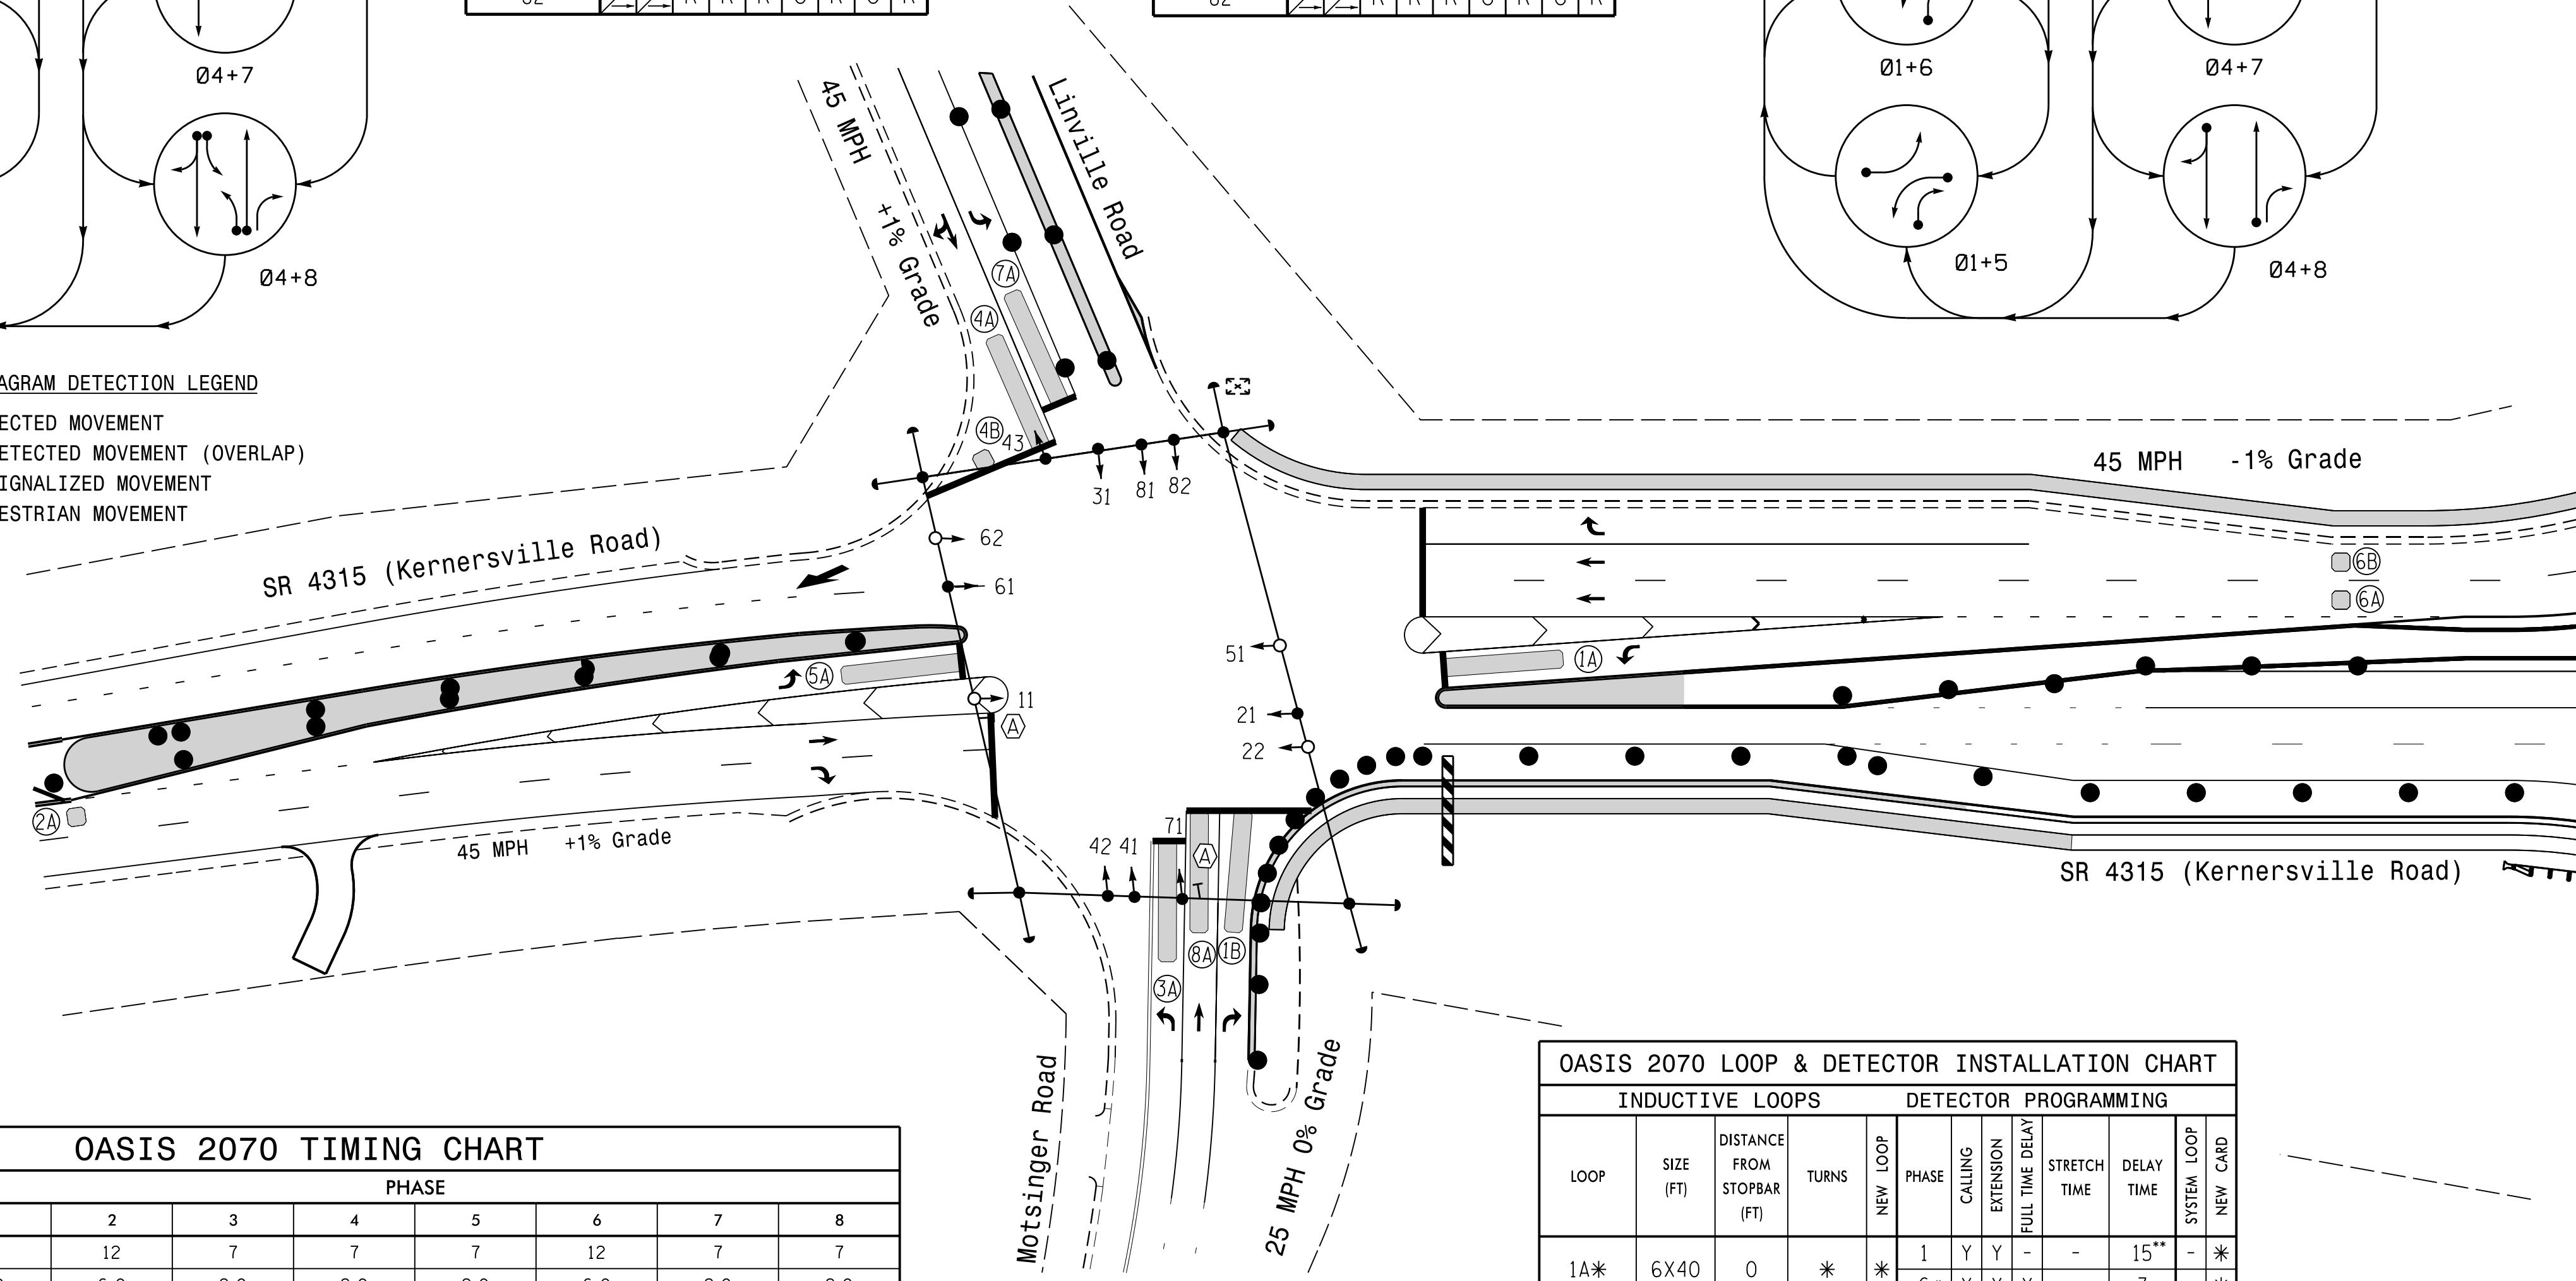 Ø4+7
Ø4+8
AGRAM DETECTION LEGEND
ECTED MOVEMENT
ETECTED MOVEMENT (OVERLAP)
IGNALIZED MOVEMENT
ESTRIAN MOVEMENT
45 MPH +1% Grade
Linville Road
7A
4A
4B
43
31
81
82
62
61
11
A
51
21
22
SR 4315 (Kernersville Road)
5A
2A
45 MPH +1% Grade
42
41
71
A
8A
1B
3A
Motsinger Road
25 MPH 0% Grade
Ø1+6
Ø4+7
Ø1+5
Ø4+8
45 MPH -1% Grade
6B
6A
1A
SR 4315 (Kernersville Road)
OASIS 2070 TIMING CHART
PHASE
2 3 4 5 6 7 8
12 7 7 7 12 7 7
OASIS 2070 LOOP & DETECTOR INSTALLATION CHART
INDUCTIVE LOOPS DETECTOR PROGRAMMING
LOOP
SIZE
(FT)
DISTANCE
FROM
STOPBAR
(FT)
TURNS
NEW LOOP
PHASE
CALLING
EXTENSION
FULL TIME DELAY
STRETCH
TIME
DELAY
TIME
SYSTEM LOOP
NEW CARD
1A* 6X40 0 * * 1 Y Y - - 15** - *